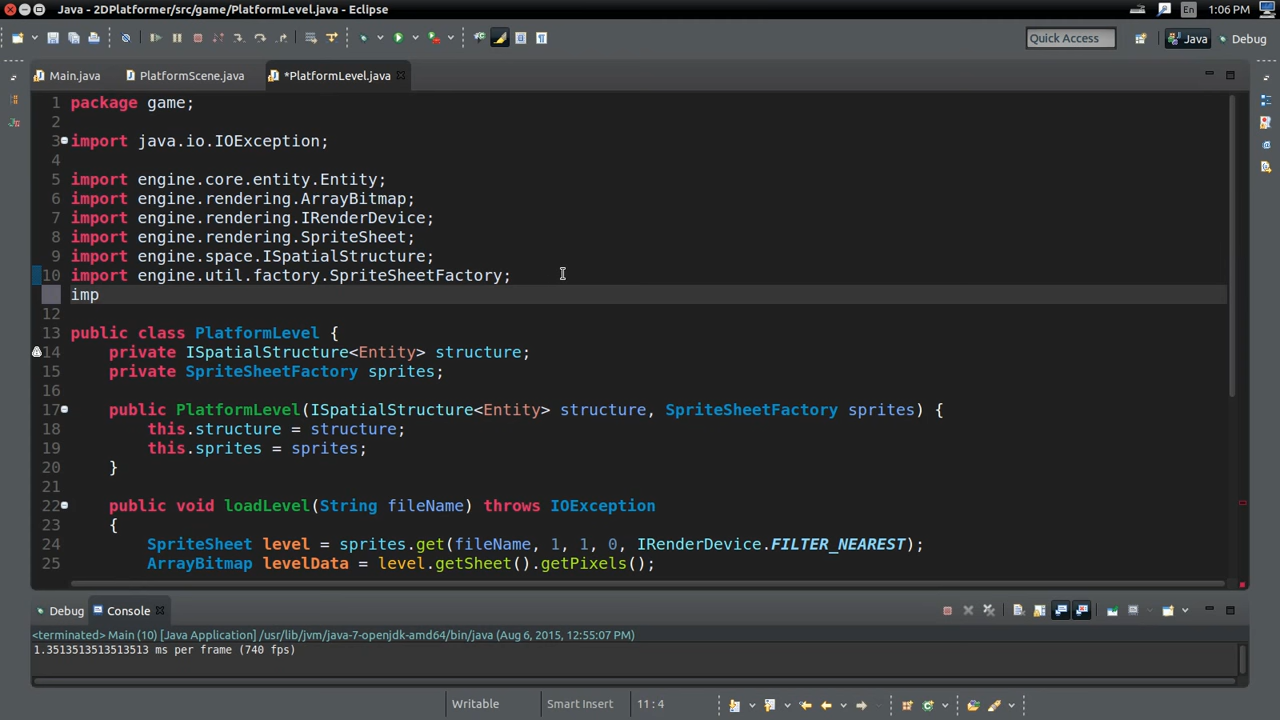 Java - 2DPlatformer/src/game/PlatformLevel.java - Eclipse
En
1:06 PM
Quick Access
Java
Debug
Main.java
PlatformScene.java
*PlatformLevel.java
1 package game;
2
3 import java.io.IOException;
4
5 import engine.core.entity.Entity;
6 import engine.rendering.ArrayBitmap;
7 import engine.rendering.IRenderDevice;
8 import engine.rendering.SpriteSheet;
9 import engine.space.ISpatialStructure;
10 import engine.util.factory.SpriteSheetFactory;
imp
12
13 public class PlatformLevel {
14 private ISpatialStructure<Entity> structure;
15 private SpriteSheetFactory sprites;
16
17 public PlatformLevel(ISpatialStructure<Entity> structure, SpriteSheetFactory sprites) {
18 this.structure = structure;
19 this.sprites = sprites;
20 }
21
22 public void loadLevel(String fileName) throws IOException
23 {
24 SpriteSheet level = sprites.get(fileName, 1, 1, 0, IRenderDevice.FILTER_NEAREST);
25 ArrayBitmap levelData = level.getSheet().getPixels();
Debug
Console
<terminated> Main (10) [Java Application] /usr/lib/jvm/java-7-openjdk-amd64/bin/java (Aug 6, 2015, 12:55:07 PM)
1.3513513513513513 ms per frame (740 fps)
Writable
Smart Insert
11 : 4